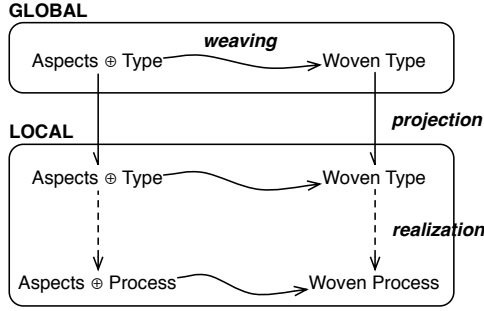 GLOBAL
weaving
Aspects ⊕ Type Woven Type
projection
LOCAL
Aspects ⊕ Type Woven Type
realization
Aspects ⊕ Process Woven Process